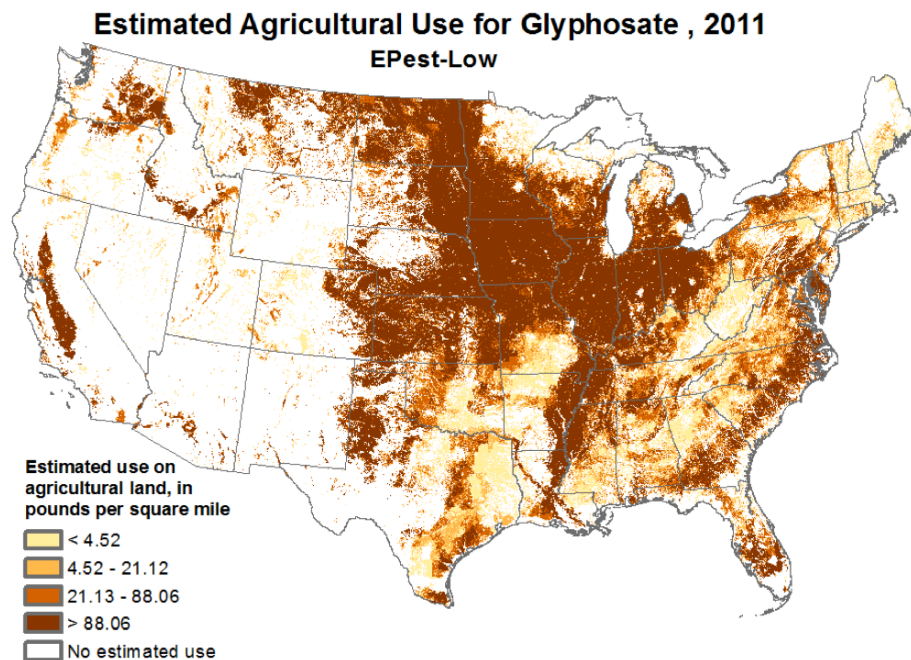 Estimated Agricultural Use for Glyphosate , 2011
EPest-Low
Estimated use on
agricultural land, in
pounds per square mile
< 4.52
4.52 - 21.12
21.13 - 88.06
> 88.06
No estimated use